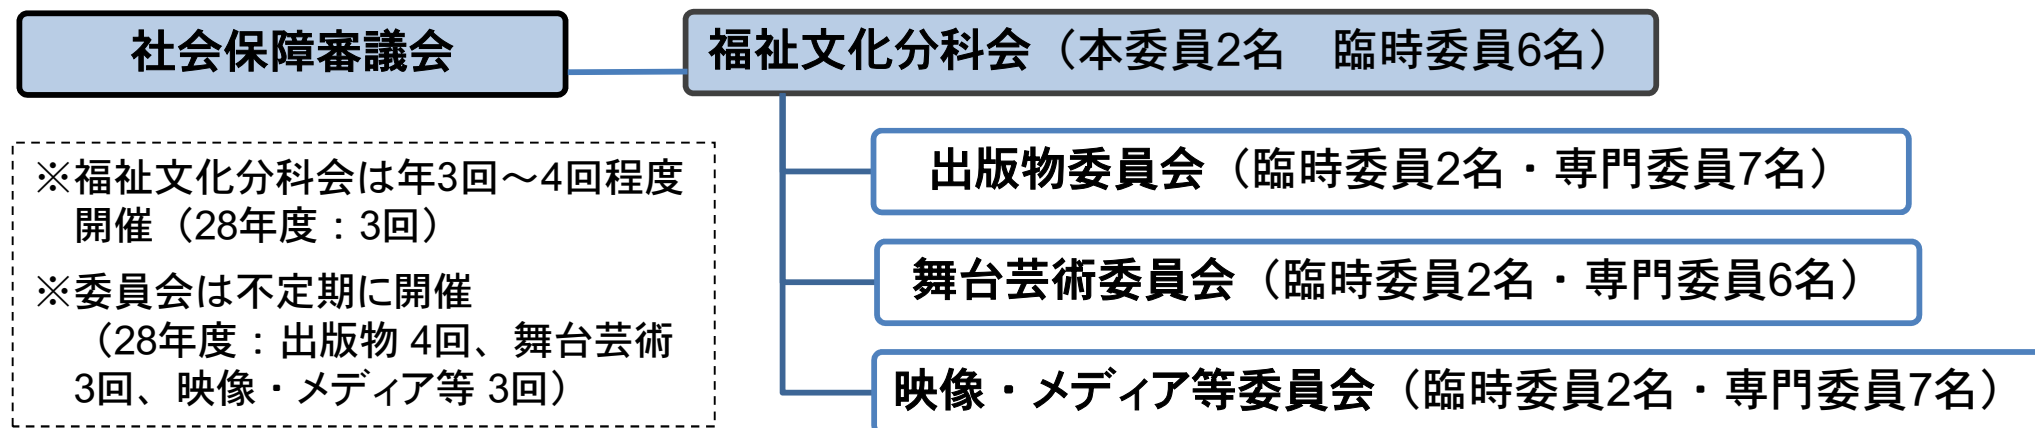 社会保障審議会
福祉文化分科会（本委員2名　臨時委員6名）
出版物委員会（臨時委員2名・専門委員7名）
舞台芸術委員会（臨時委員2名・専門委員6名）
映像・メディア等委員会（臨時委員2名・専門委員7名）
※福祉文化分科会は年3回～4回程度
開催（28年度：3回）
※委員会は不定期に開催
（28年度：出版物 4回、舞台芸術
3回、映像・メディア等 3回）